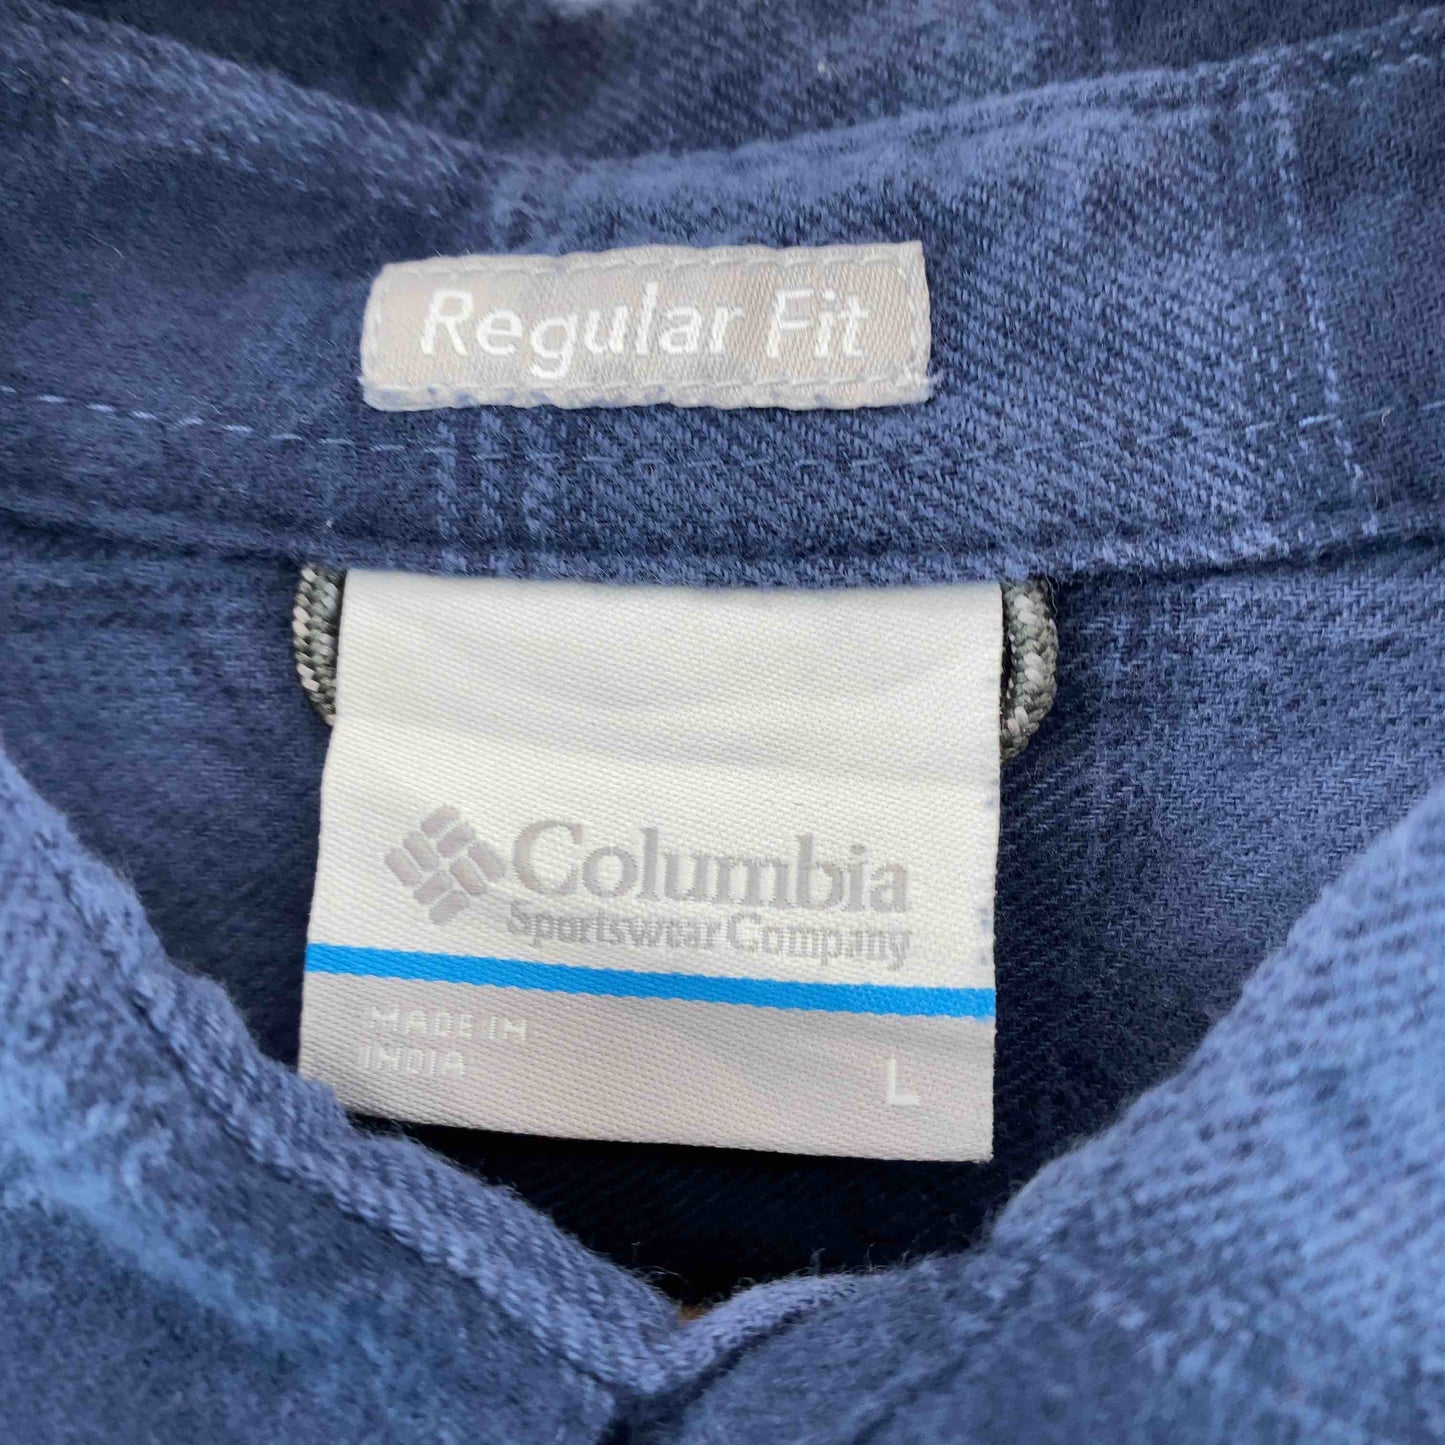 Regular Fit
Columbia
Sportswear Company
MADE IN
INDIA
L